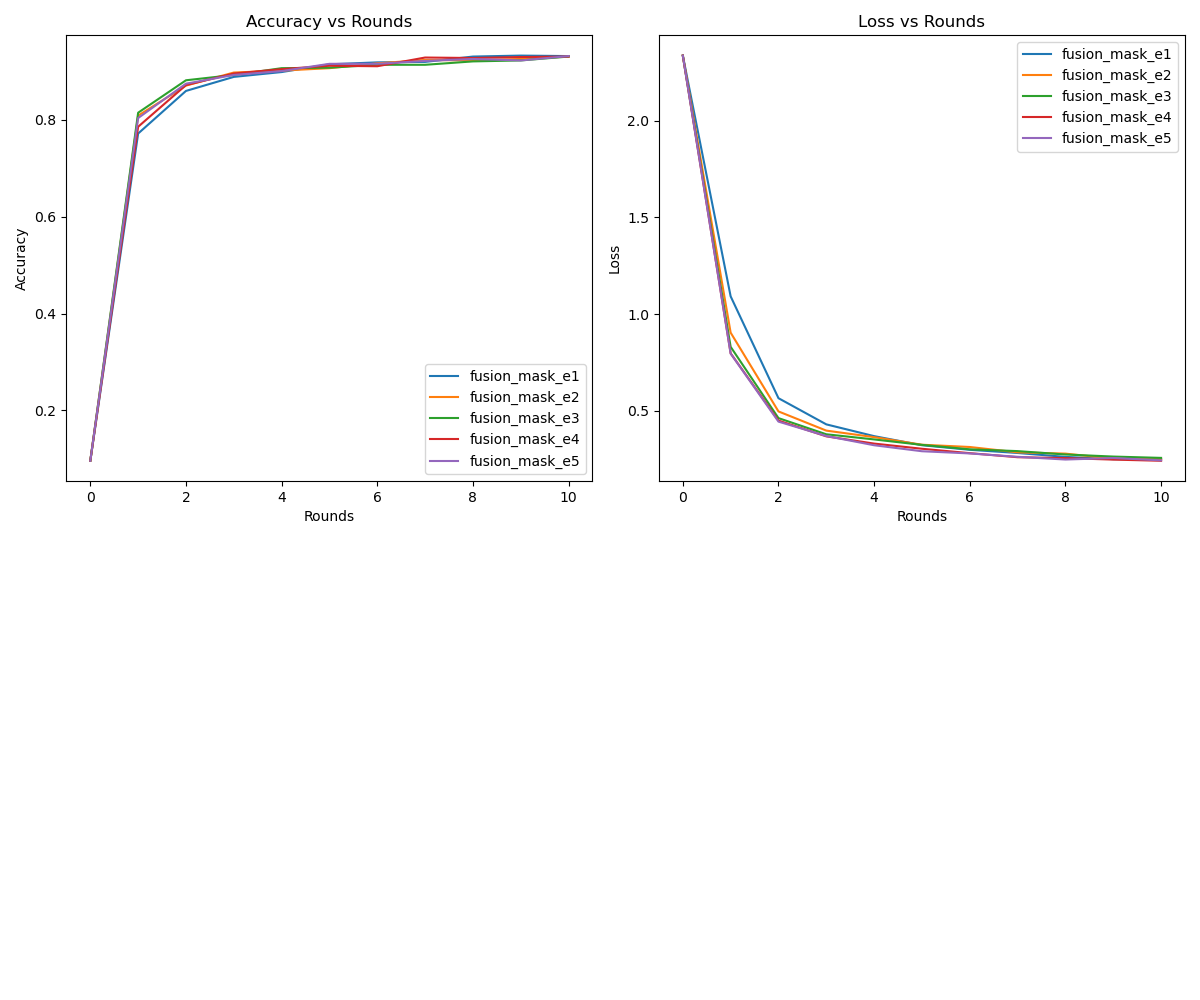 Accuracy vs Rounds
Accuracy
0.8
0.6
0.4
0.2
0 2 4 6 8 10
Rounds
fusion_mask_e1
fusion_mask_e2
fusion_mask_e3
fusion_mask_e4
fusion_mask_e5
Loss vs Rounds
Loss
2.0
1.5
1.0
0.5
0 2 4 6 8 10
Rounds
fusion_mask_e1
fusion_mask_e2
fusion_mask_e3
fusion_mask_e4
fusion_mask_e5